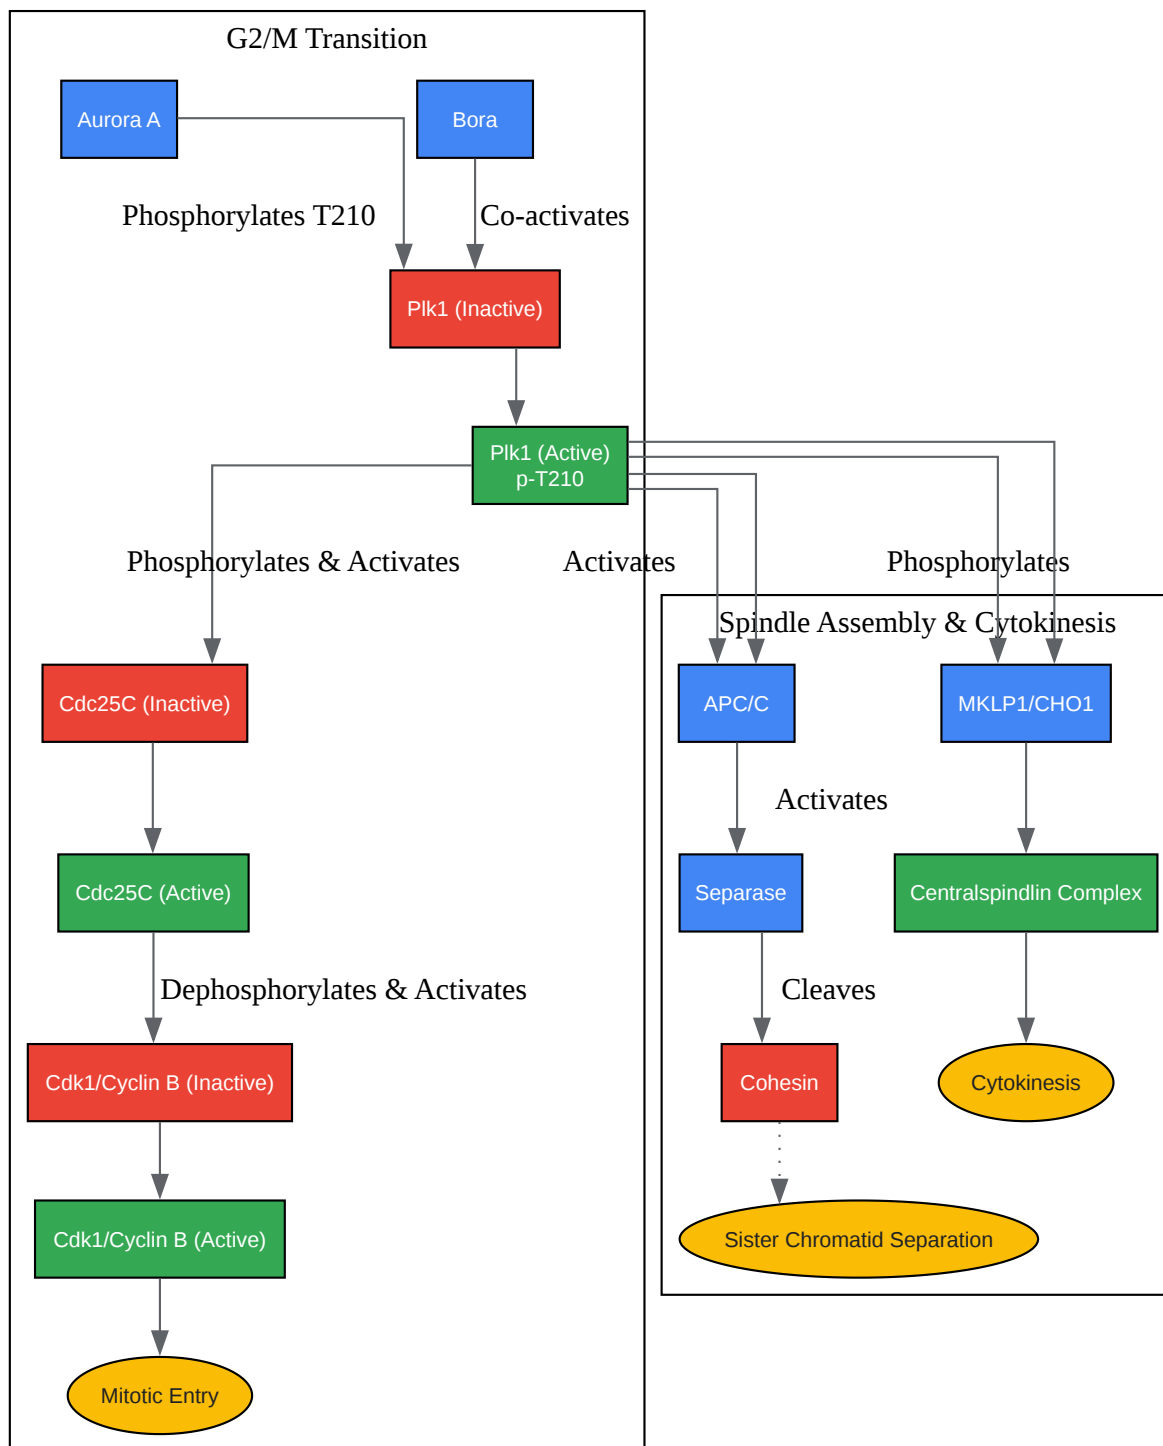 G2/M Transition
Aurora A
Bora
Phosphorylates T210
Co-activates
Plk1 (Inactive)
Plk1 (Active)
p-T210
Phosphorylates & Activates
Activates
Phosphorylates
Spindle Assembly & Cytokinesis
Cdc25C (Inactive)
APC/C
MKLP1/CHO1
Activates
Cdc25C (Active)
Separase
Centralspindlin Complex
Dephosphorylates & Activates
Cleaves
Cdk1/Cyclin B (Inactive)
Cohesin
Cytokinesis
Cdk1/Cyclin B (Active)
Sister Chromatid Separation
Mitotic Entry